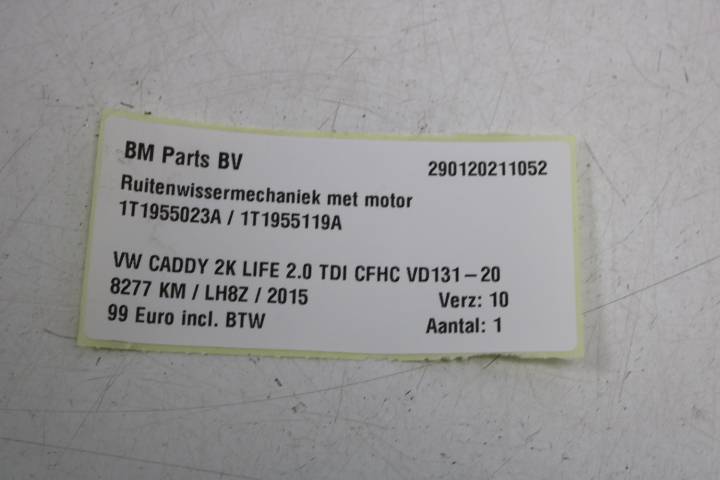 BM Parts BV 290120211052
Ruitenwissermechaniek met motor
1T1955023A / 1T1955119A
VW CADDY 2K LIFE 2.0 TDI CFHC VD131-20
8277 KM / LH8Z / 2015 Verz: 10
99 Euro incl. BTW Aantal: 1